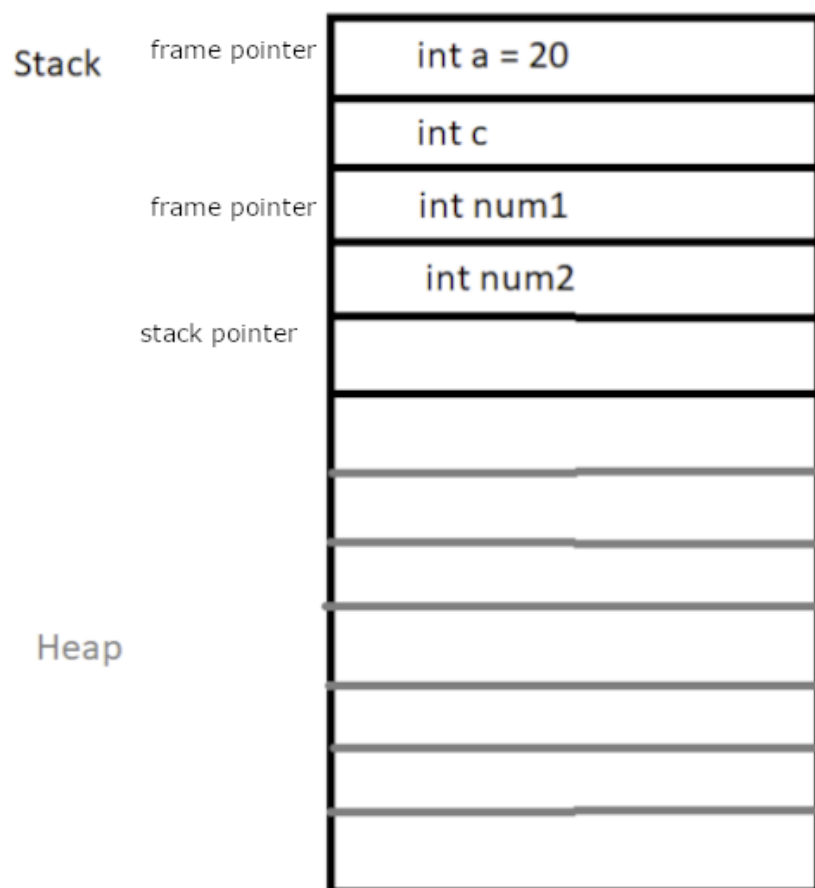 Stack
frame pointer
int a = 20
int c
frame pointer
int num1
int num2
stack pointer
Heap